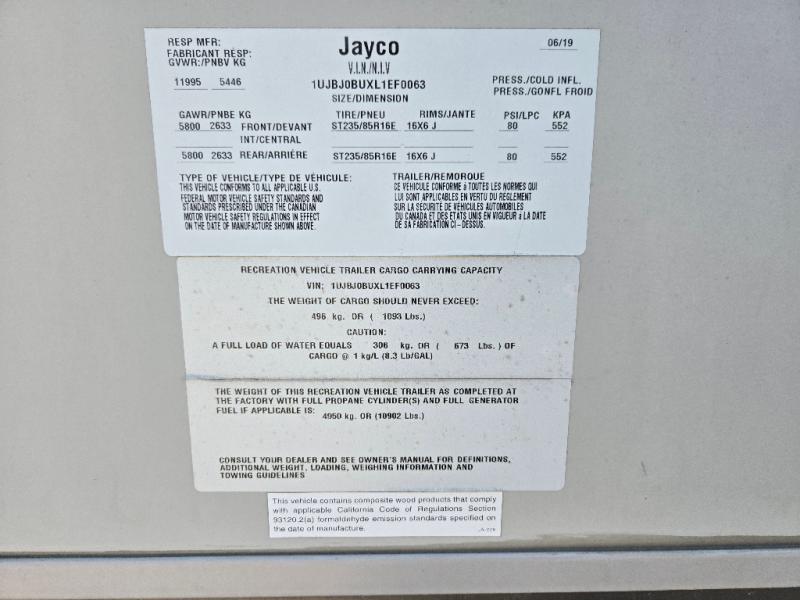 RESP MFR: Jayco 06/19
FABRICANT RESP:
GVWR:/PNBV KG V.I.N./N.I.V
11995 5446 1UJBJ0BUXL1EF0063 PRESS./COLD INFL.
SIZE/DIMENSION PRESS./GONFL FROID
GAWR/PNBE KG TIRE/PNEU RIMS/JANTE PSI/LPC KPA
5800 2633 FRONT/DEVANT ST235/85R16E 16X6 J 80 552
INT/CENTRAL
5800 2633 REAR/ARRIÈRE ST235/85R16E 16X6 J 80 552
TYPE OF VEHICLE/TYPE DE VÉHICULE: TRAILER/REMORQUE
THIS VEHICLE CONFORMS TO ALL APPLICABLE U.S.
FEDERAL MOTOR VEHICLE SAFETY STANDARDS AND
STANDARDS PRESCRIBED UNDER THE CANADIAN
MOTOR VEHICLE SAFETY REGULATIONS IN EFFECT
ON THE DATE OF MANUFACTURE SHOWN ABOVE.
CE VEHICULE CONFORME à TOUTES LES NORMES QUI
LUI SONT APPLICABLES EN VERTU DU REGLEMENT
SUR LA SECURITE DE VEHICULES AUTOMOBILES
DU CANADA ET DES ETATS UNIS EN VIGUEUR à LA DATE
DE SA FABRICATION CI-DESSUS.
RECREATION VEHICLE TRAILER CARGO CARRYING CAPACITY
VIN: 1UJBJ0BUXL1EF0063
THE WEIGHT OF CARGO SHOULD NEVER EXCEED:
496 kg. OR ( 1093 Lbs.)
CAUTION:
A FULL LOAD OF WATER EQUALS 306 kg. OR ( 673 Lbs. ) OF
CARGO @ 1 kg/L (8.3 Lb/GAL)
THE WEIGHT OF THIS RECREATION VEHICLE TRAILER AS COMPLETED AT
THE FACTORY WITH FULL PROPANE CYLINDER(S) AND FULL GENERATOR
FUEL IF APPLICABLE IS: 4950 kg. OR (10902 Lbs.)
CONSULT YOUR DEALER AND SEE OWNER'S MANUAL FOR DEFINITIONS,
ADDITIONAL WEIGHT, LOADING, WEIGHING INFORMATION AND
TOWING GUIDELINES
This vehicle contains composite wood products that comply
with applicable California Code of Regulations Section
93120.2(a) formaldehyde emission standards specified on
the date of manufacture.